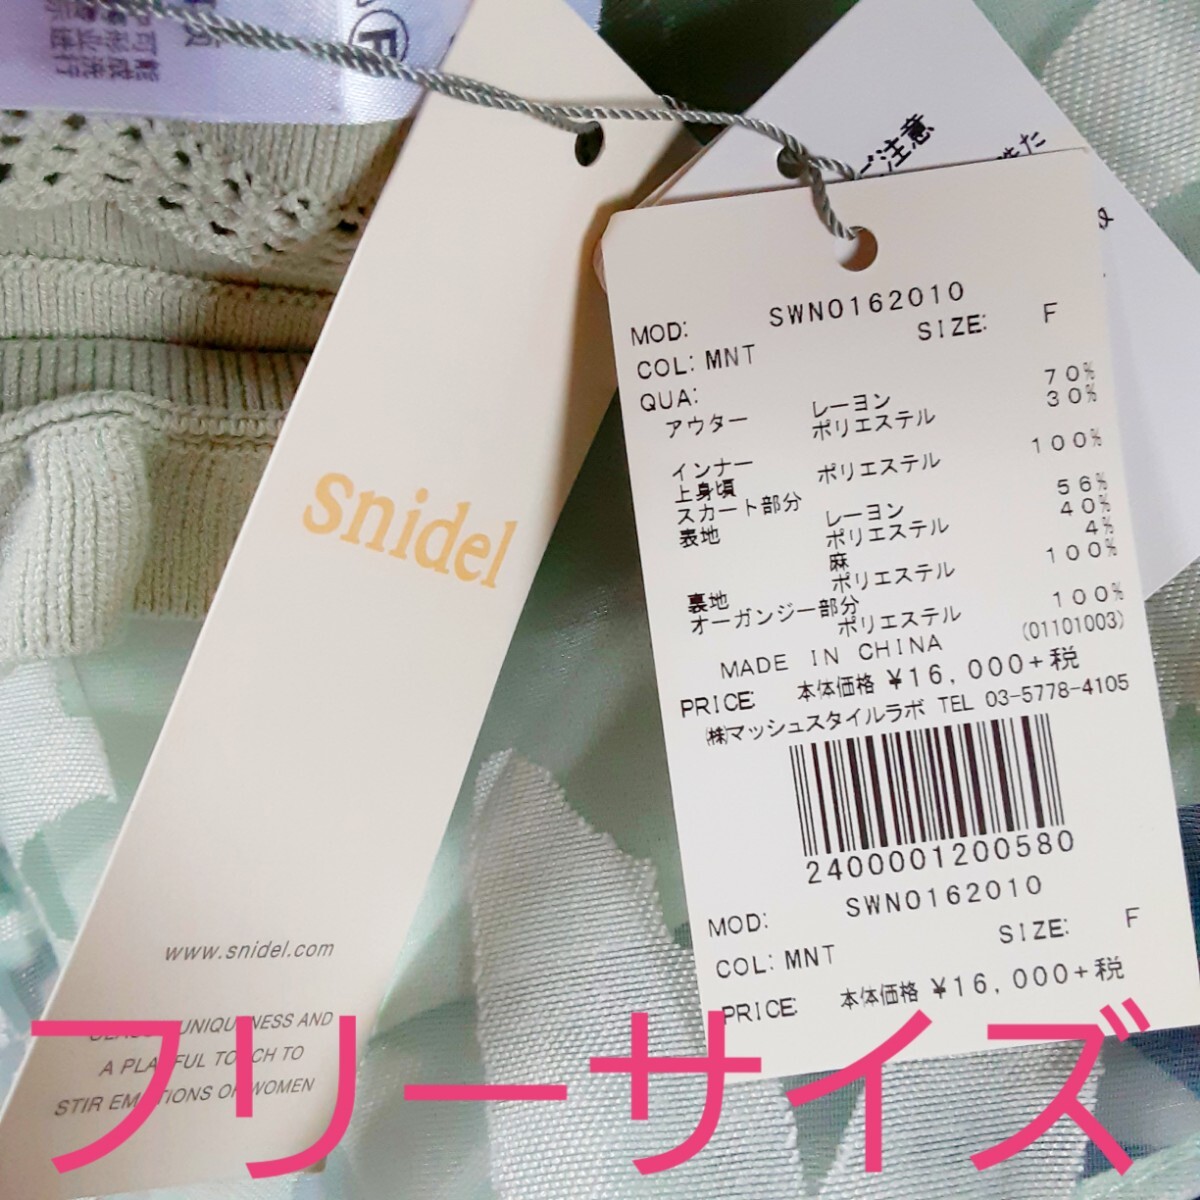 ご注意
snidel
www.snidel.com
UNIQUENESS AND
A PLAYFUL TOUCH TO
STIR EMOTIONS OF WOMEN
MOD: SWNO162010
COL: MNT SIZE: F
QUA:
アウター レーヨン 70%
ポリエステル 30%
インナー
上身頃 ポリエステル 100%
スカート部分
表地 レーヨン 56%
ポリエステル 40%
麻 4%
裏地 ポリエステル 100%
オーガンジー部分
ポリエステル 100%
MADE IN CHINA (01101003)
PRICE: 本体価格 ¥16,000+税
㈱マッシュスタイルラボ TEL 03-5778-4105
2400001200580
MOD: SWNO162010
COL: MNT SIZE: F
PRICE: 本体価格 ¥16,000+税
フリーサイズ